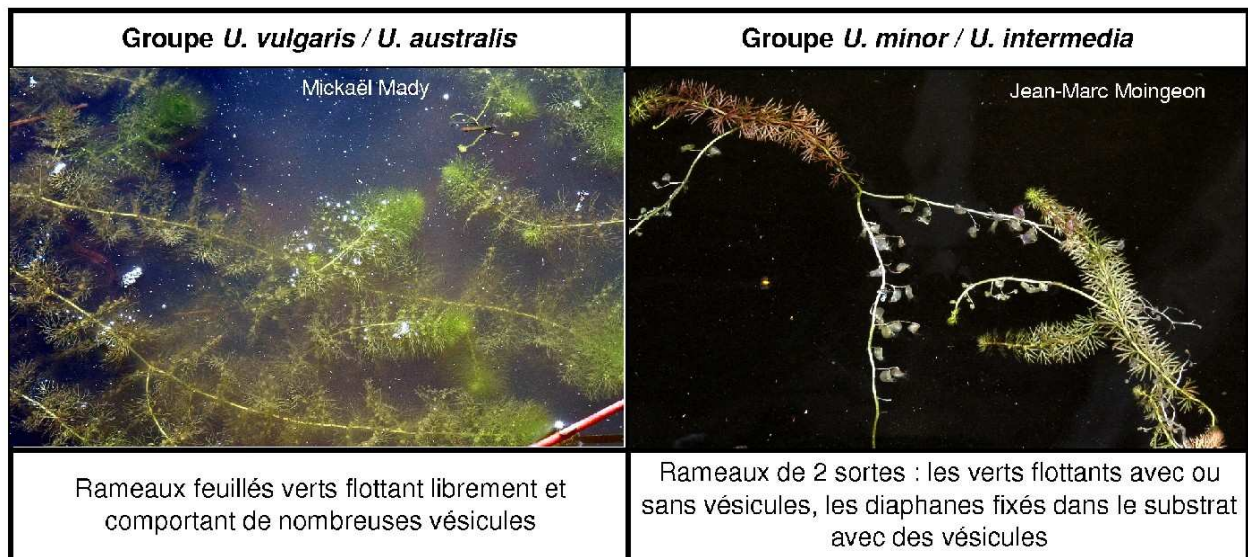 Groupe U. vulgaris / U. australis
Groupe U. minor / U. intermedia
Mickaël Mady
Jean-Marc Moingeon
Rameaux feuillés verts flottant librement et
comportant de nombreuses vésicules
Rameaux de 2 sortes : les verts flottants avec ou
sans vésicules, les diaphanes fixés dans le substrat
avec des vésicules